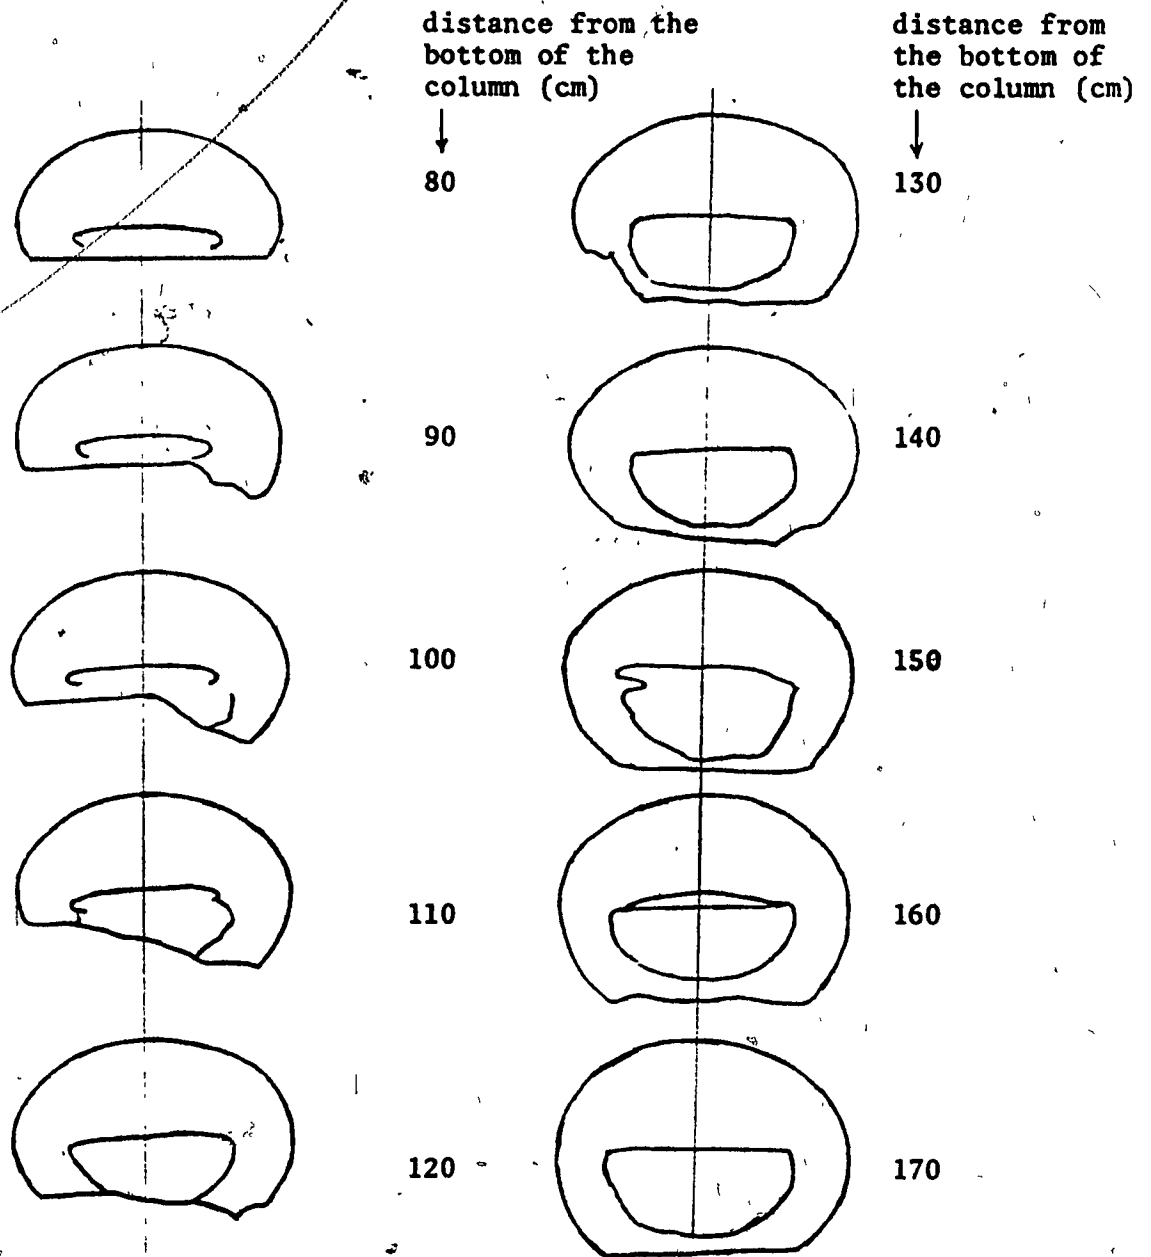 distance from the
bottom of the
column (cm)
80
90
100
110
120
distance from
the bottom of
the column (cm)
130
140
150
160
170